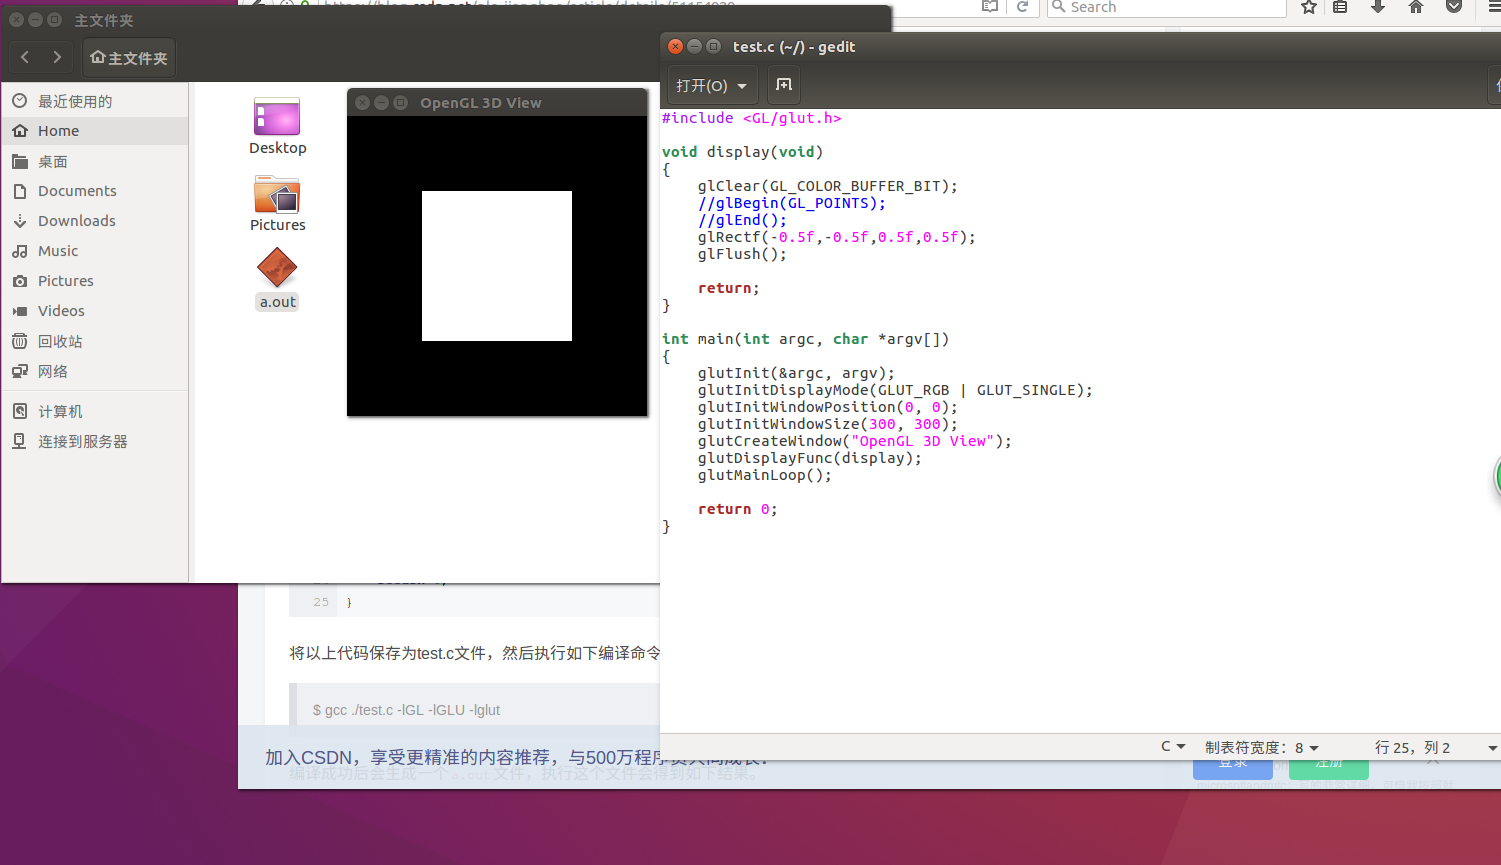 主文件夹
主文件夹
最近使用的
Home
桌面
Documents
Downloads
Music
Pictures
Videos
回收站
网络
计算机
连接到服务器
Desktop
Pictures
a.out
OpenGL 3D View
Search
test.c (~/) - gedit
打开(O)
#include <GL/glut.h>
void display(void)
{
    glClear(GL_COLOR_BUFFER_BIT);
    //glBegin(GL_POINTS);
    //glEnd();
    glRectf(-0.5f,-0.5f,0.5f,0.5f);
    glFlush();
    return;
}
int main(int argc, char *argv[])
{
    glutInit(&argc, argv);
    glutInitDisplayMode(GLUT_RGB | GLUT_SINGLE);
    glutInitWindowPosition(0, 0);
    glutInitWindowSize(300, 300);
    glutCreateWindow("OpenGL 3D View");
    glutDisplayFunc(display);
    glutMainLoop();
    return 0;
}
C
制表符宽度：8
行 25，列 2
25 }
将以上代码保存为test.c文件，然后执行如下编译命令
$ gcc ./test.c -lGL -lGLU -lglut
加入CSDN，享受更精准的内容推荐，与500万程序员共同成长！
编译成功后会生成一个a.out文件，执行这个文件会得到如下结果。
登录
注册